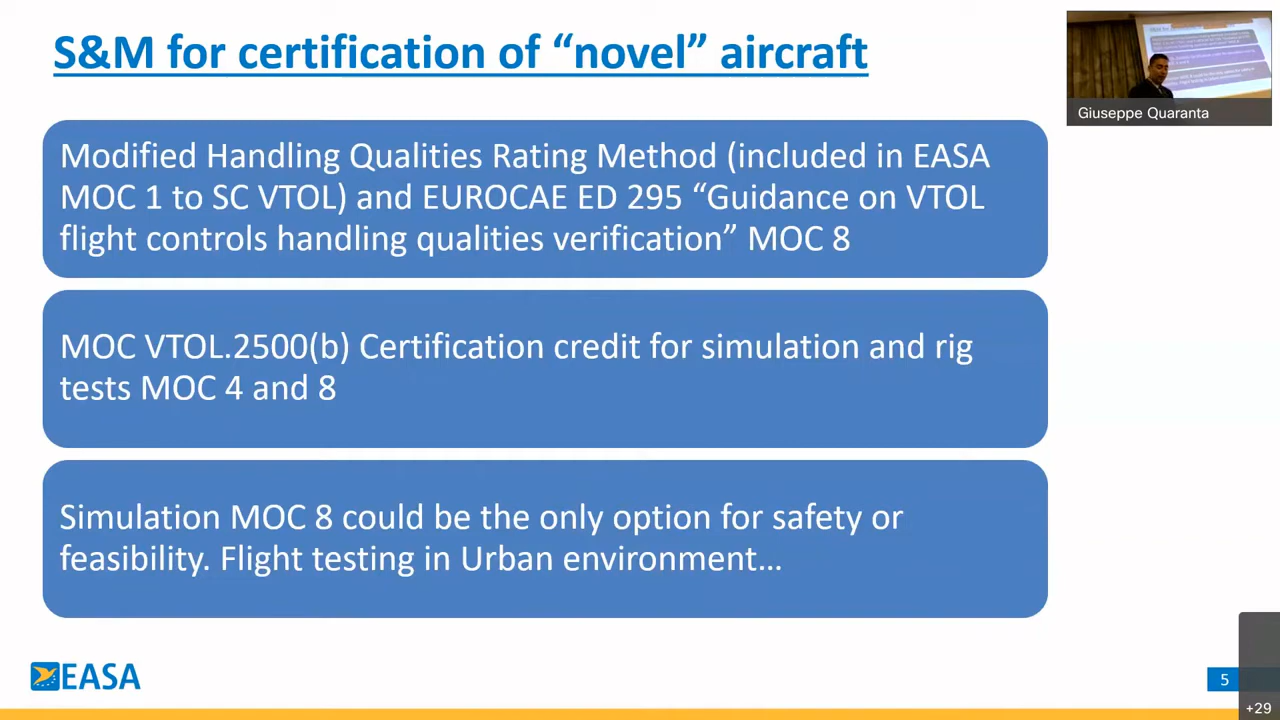 S&M for certification of “novel” aircraft
Giuseppe Quaranta
Modified Handling Qualities Rating Method (included in EASA
MOC 1 to SC VTOL) and EUROCAE ED 295 “Guidance on VTOL
flight controls handling qualities verification” MOC 8
MOC VTOL.2500(b) Certification credit for simulation and rig
tests MOC 4 and 8
Simulation MOC 8 could be the only option for safety or
feasibility. Flight testing in Urban environment…
EASA
5
+29